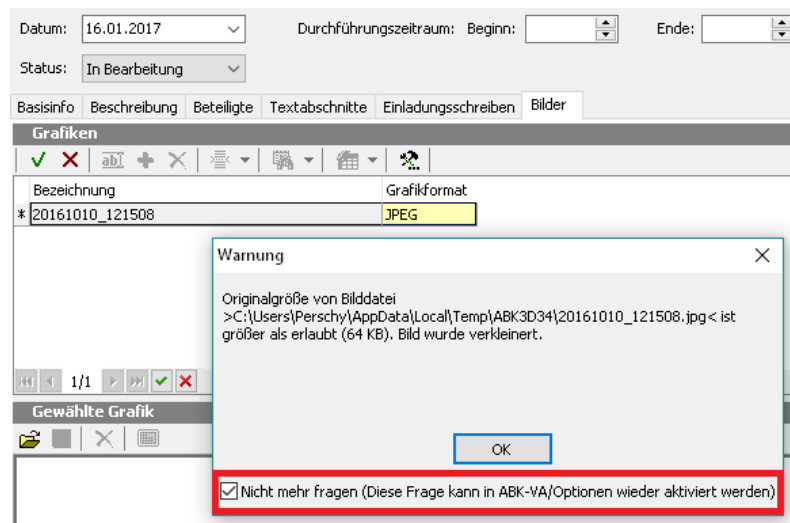 Datum: 16.01.2017 Durchführungszeitraum: Beginn: Ende:
Status: In Bearbeitung
Basisinfo Beschreibung Beteiligte Textabschnitte Einladungsschreiben Bilder
Grafiken
abI
Bezeichnung Grafikformat
* 20161010_121508 JPEG
Warnung
Originalgröße von Bilddatei
>C:\Users\Perschy\AppData\Local\Temp\ABK3D34\20161010_121508.jpg< ist
größer als erlaubt (64 KB). Bild wurde verkleinert.
1/1
Gewählte Grafik
OK
Nicht mehr fragen (Diese Frage kann in ABK-VA/Optionen wieder aktiviert werden)